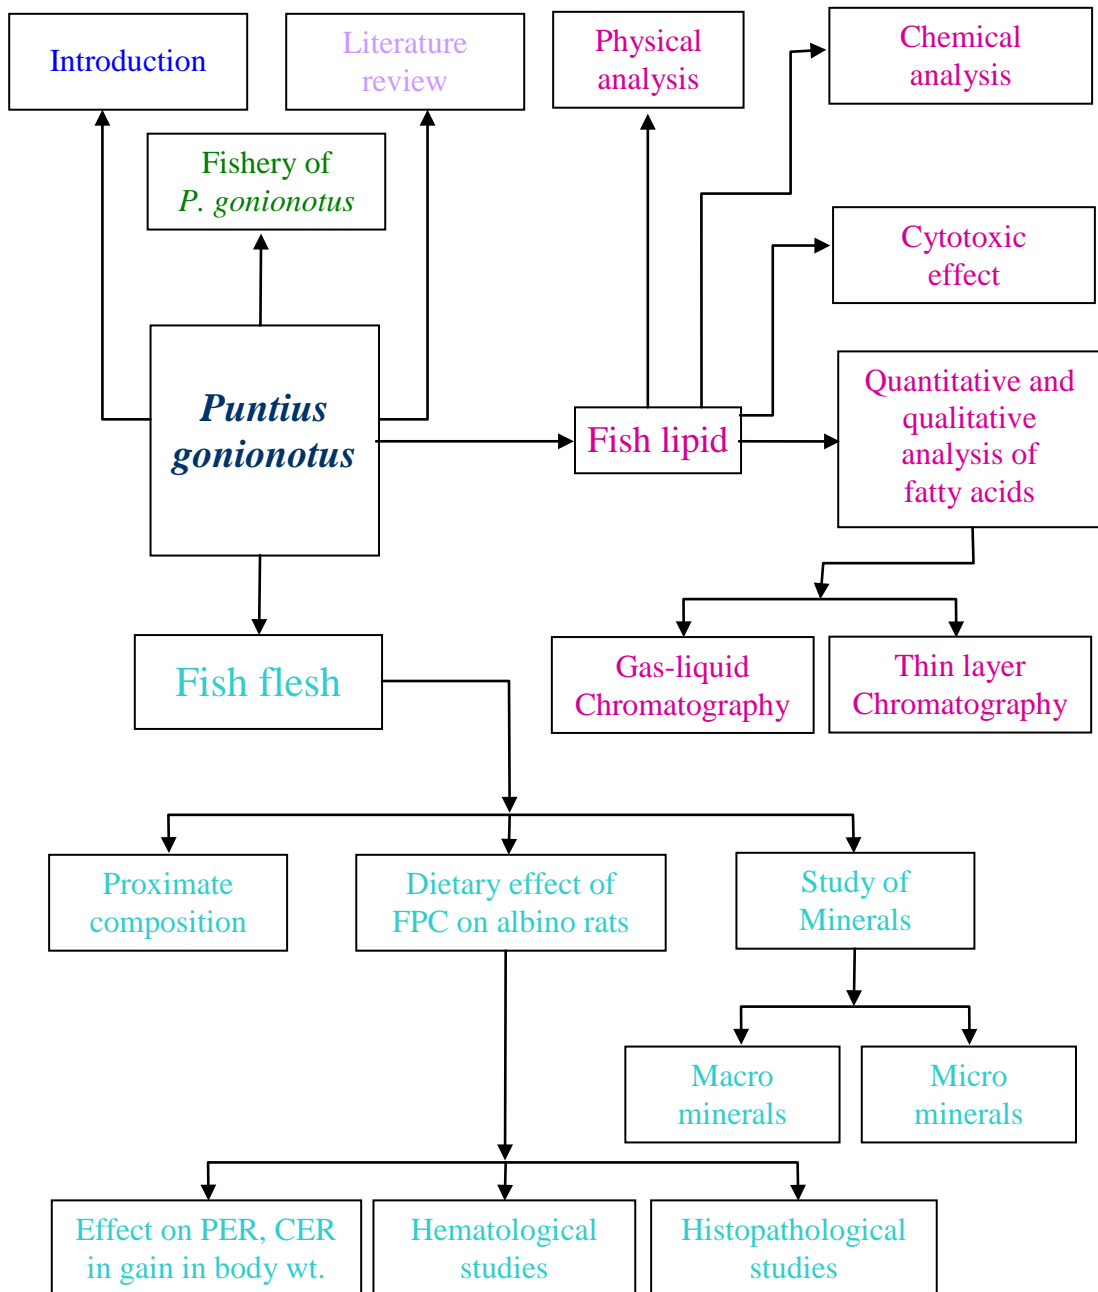 Introduction
Literature
review
Physical
analysis
Chemical
analysis
Fishery of
P. gonionotus
Cytotoxic
effect
Puntius
gonionotus
Fish lipid
Quantitative and
qualitative
analysis of
fatty acids
Fish flesh
Gas-liquid
Chromatography
Thin layer
Chromatography
Proximate
composition
Dietary effect of
FPC on albino rats
Study of
Minerals
Macro
minerals
Micro
minerals
Effect on PER, CER
in gain in body wt.
Hematological
studies
Histopathological
studies